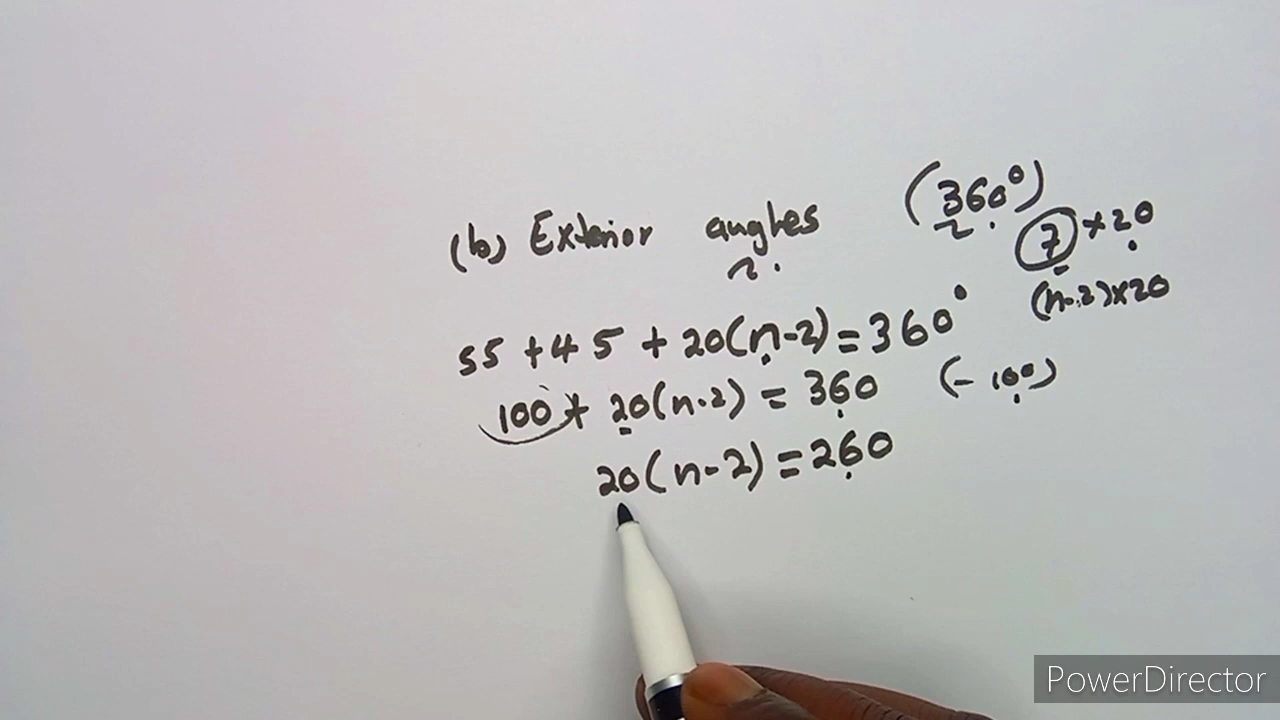 (b) Exterior angles (360°)
7 × 20
(n-2)×20
55 + 45 + 20(n-2) = 360°
100 + 20(n-2) = 360 (- 100)
20(n-2) = 260
PowerDirector